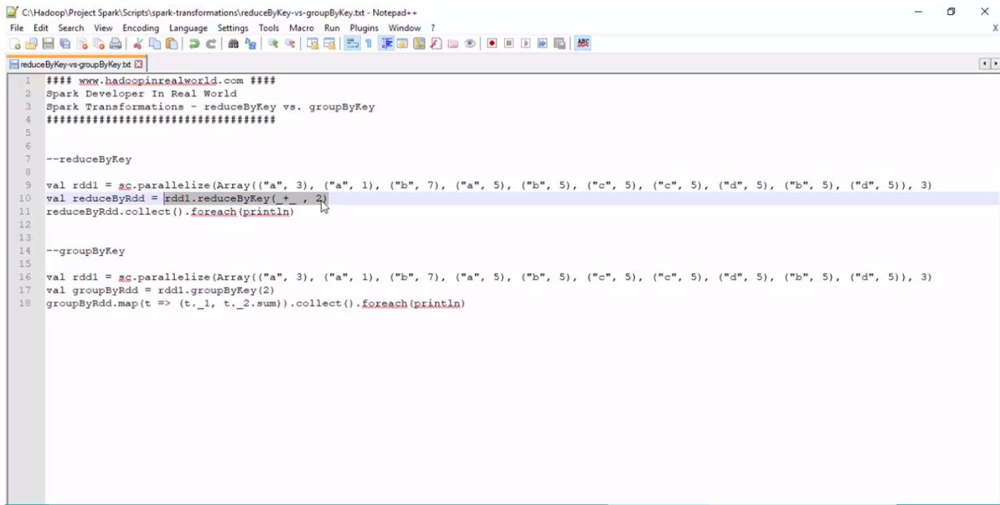 C:\Hadoop\Project Spark\Scripts\spark-transformations\reduceByKey-vs-groupByKey.txt - Notepad++
File Edit Search View Encoding Language Settings Tools Macro Run Plugins Window ?
X
ABC
reduceByKey-vs-groupByKey.txt
1 #### www.hadoopinrealworld.com ####
2 Spark Developer In Real World
3 Spark Transformations - reduceByKey vs. groupByKey
4 ###################################
5
6
7 --reduceByKey
8
9 val rdd1 = sc.parallelize(Array(("a", 3), ("a", 1), ("b", 7), ("a", 5), ("b", 5), ("c", 5), ("c", 5), ("d", 5), ("b", 5), ("d", 5)), 3)
10 val reduceByRdd = rdd1.reduceByKey(_+_ , 2)
11 reduceByRdd.collect().foreach(println)
12
13
14 --groupByKey
15
16 val rdd1 = sc.parallelize(Array(("a", 3), ("a", 1), ("b", 7), ("a", 5), ("b", 5), ("c", 5), ("c", 5), ("d", 5), ("b", 5), ("d", 5)), 3)
17 val groupByRdd = rdd1.groupByKey(2)
18 groupByRdd.map(t => (t._1, t._2.sum)).collect().foreach(println)